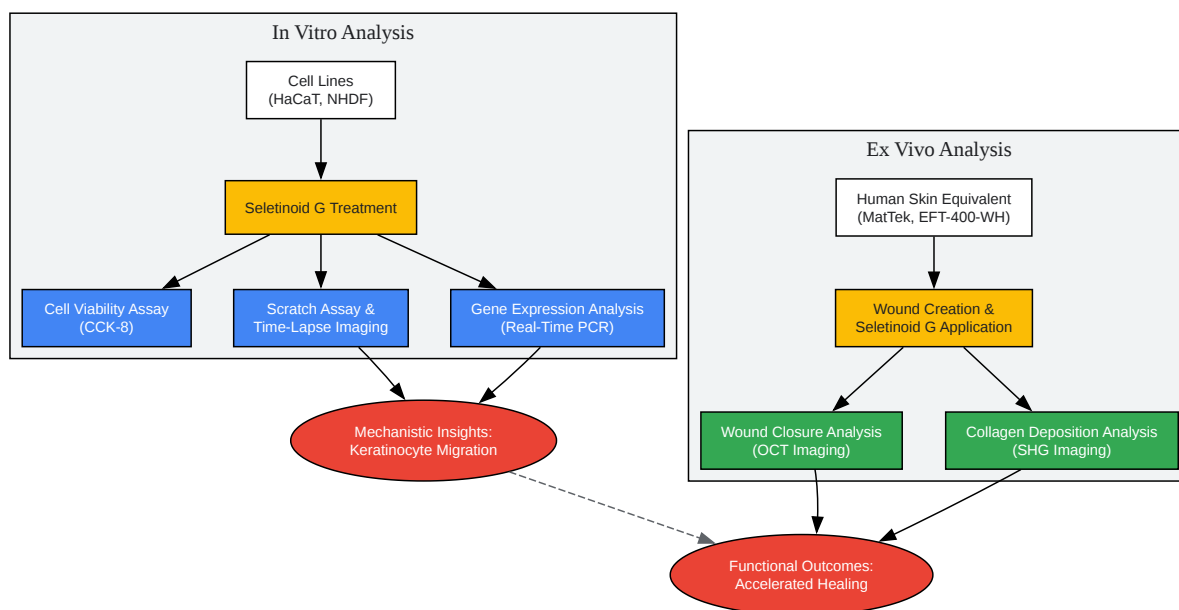 In Vitro Analysis
Cell Lines
(HaCaT, NHDF)
Seletinoid G Treatment
Cell Viability Assay
(CCK-8)
Scratch Assay &
Time-Lapse Imaging
Gene Expression Analysis
(Real-Time PCR)
Mechanistic Insights:
Keratinocyte Migration
Ex Vivo Analysis
Human Skin Equivalent
(MatTek, EFT-400-WH)
Wound Creation &
Seletinoid G Application
Wound Closure Analysis
(OCT Imaging)
Collagen Deposition Analysis
(SHG Imaging)
Functional Outcomes:
Accelerated Healing